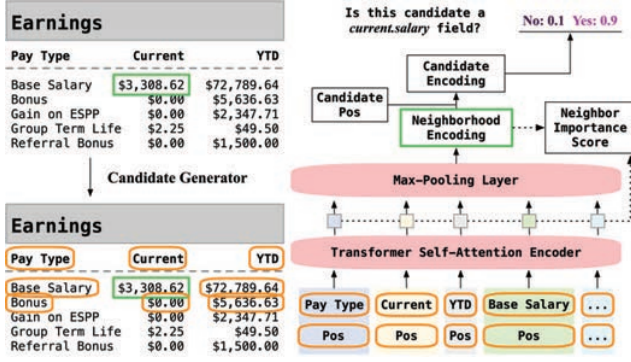 Earnings
Pay Type Current YTD
Base Salary $3,308.62 $72,789.64
Bonus $0.00 $5,636.63
Gain on ESPP $0.00 $2,347.71
Group Term Life $2.25 $49.50
Referral Bonus $0.00 $1,500.00
Candidate Generator
Earnings
Pay Type Current YTD
Base Salary $3,308.62 $72,789.64
Bonus $0.00 $5,636.63
Gain on ESPP $0.00 $2,347.71
Group Term Life $2.25 $49.50
Referral Bonus $0.00 $1,500.00
Is this candidate a
current.salary field?
No: 0.1 Yes: 0.9
Candidate
Encoding
Candidate
Pos
Neighborhood
Encoding
Neighbor
Importance
Score
Max-Pooling Layer
Transformer Self-Attention Encoder
Pay Type Current YTD Base Salary ...
Pos Pos Pos Pos ...